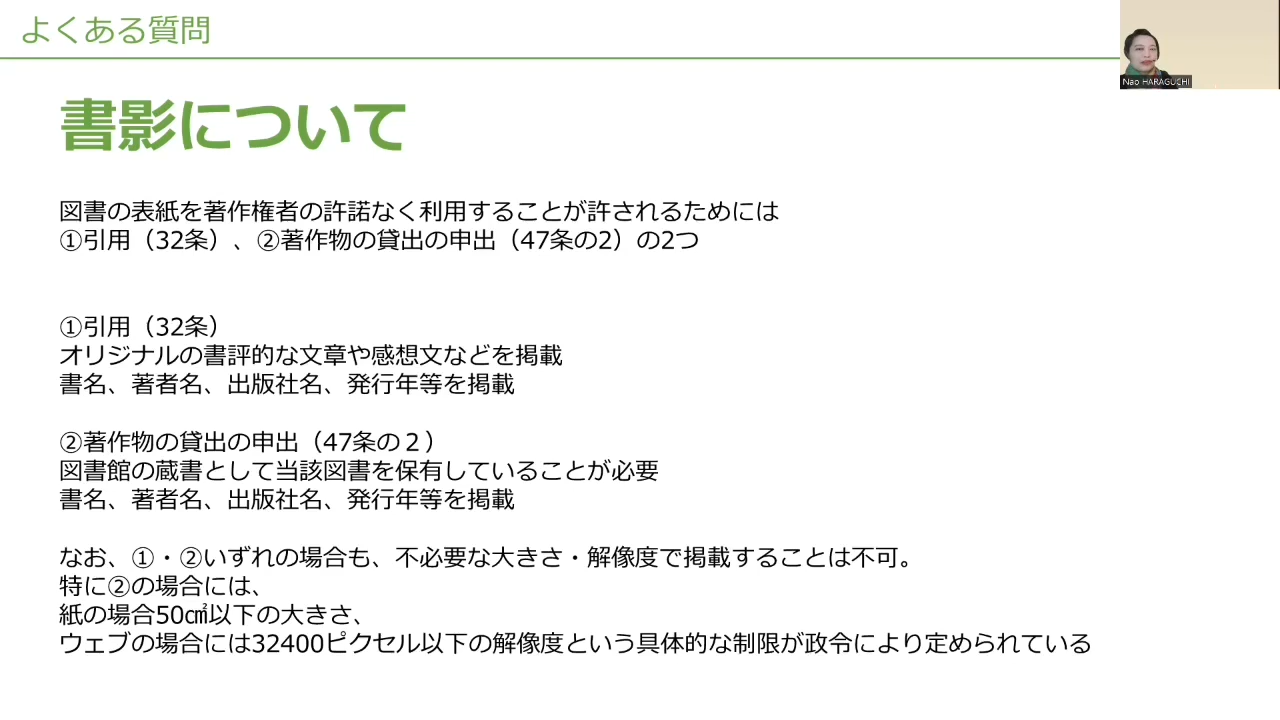 よくある質問
Nao HARAGUCHI
書影について
図書の表紙を著作権者の許諾なく利用することが許されるためには
①引用（32条）、②著作物の貸出の申出（47条の2）の2つ
①引用（32条）
オリジナルの書評的な文章や感想文などを掲載
書名、著者名、出版社名、発行年等を掲載
②著作物の貸出の申出（47条の２）
図書館の蔵書として当該図書を保有していることが必要
書名、著者名、出版社名、発行年等を掲載
なお、①・②いずれの場合も、不必要な大きさ・解像度で掲載することは不可。
特に②の場合には、
紙の場合50㎠以下の大きさ、
ウェブの場合には32400ピクセル以下の解像度という具体的な制限が政令により定められている